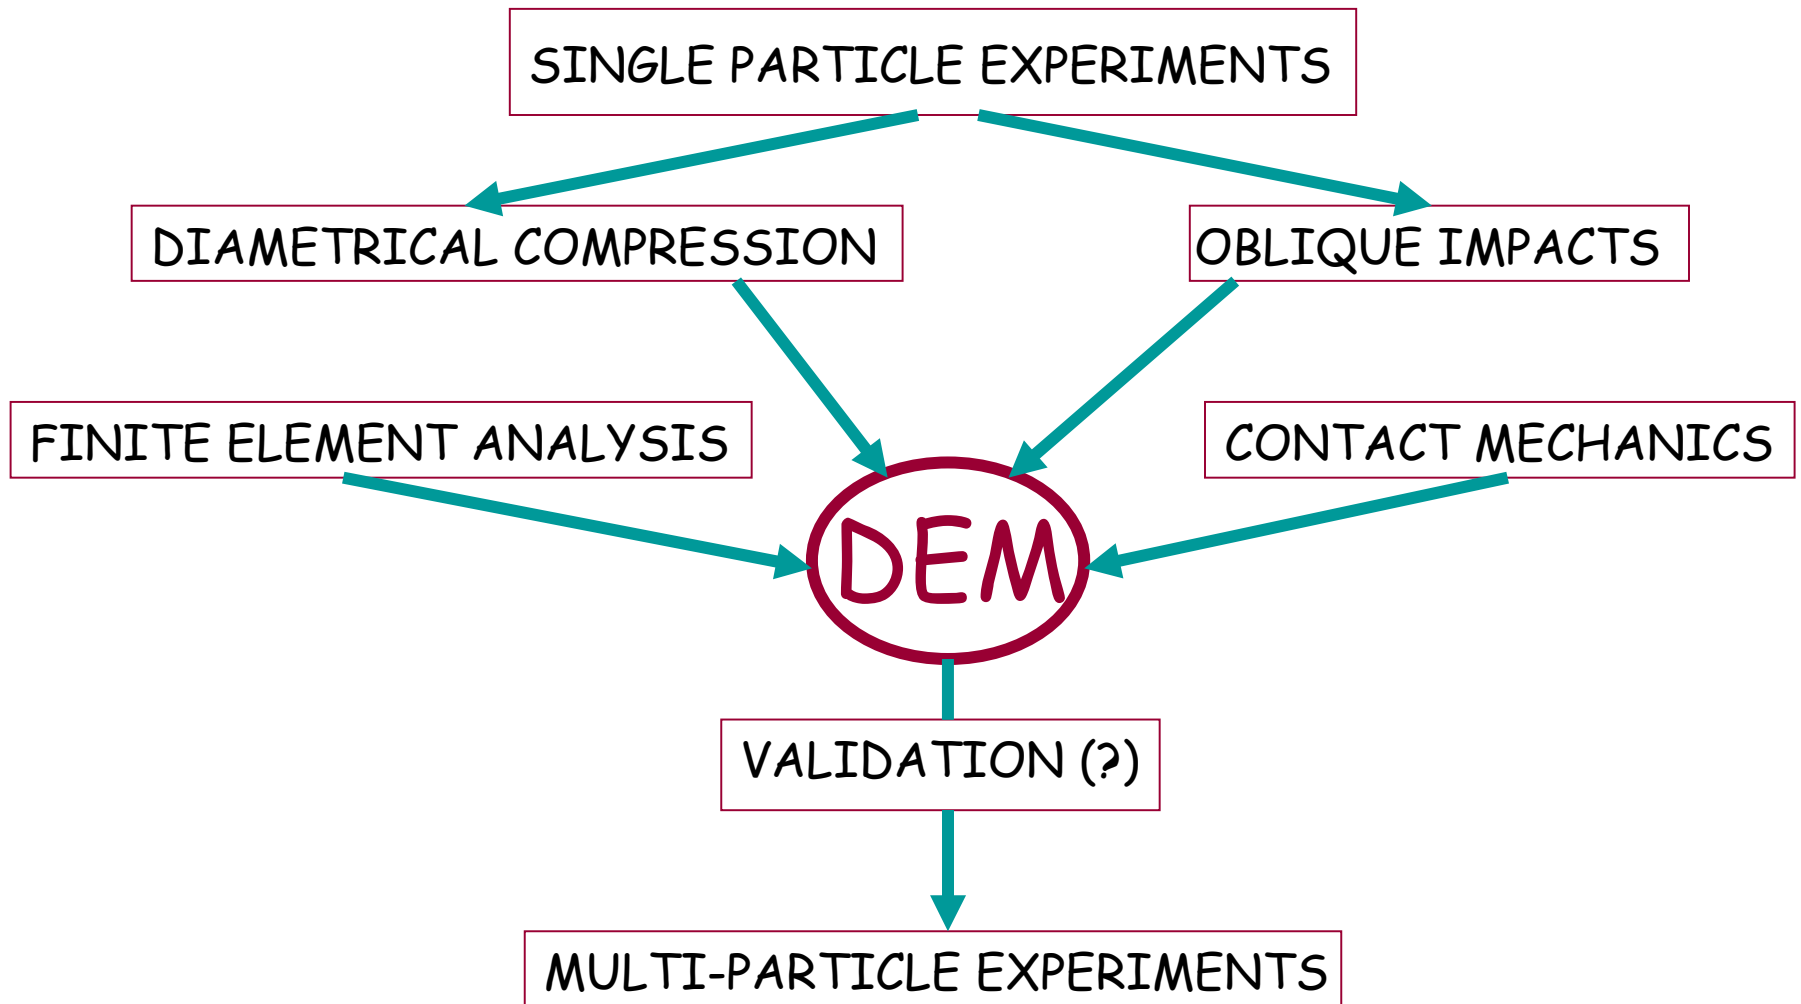 SINGLE PARTICLE EXPERIMENTS
DIAMETRICAL COMPRESSION
OBLIQUE IMPACTS
FINITE ELEMENT ANALYSIS
CONTACT MECHANICS
DEM
VALIDATION (?)
MULTI-PARTICLE EXPERIMENTS